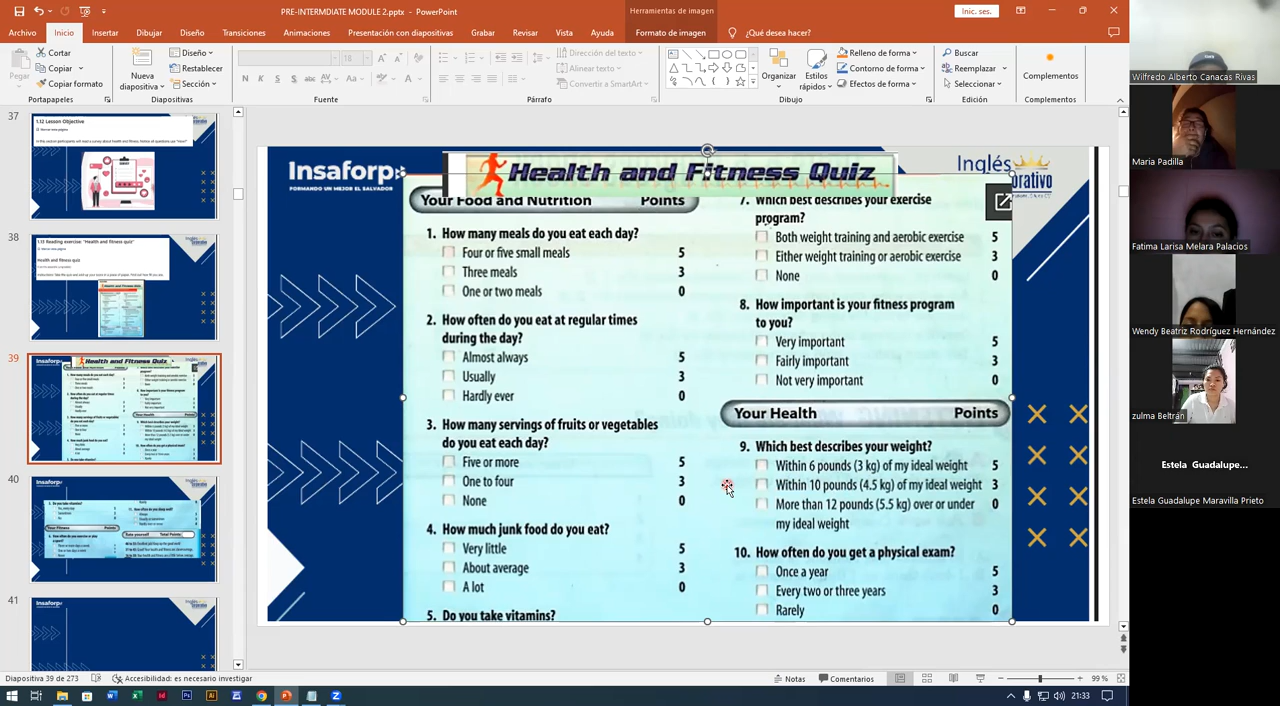 PRE-INTERMDIATE.MODULE 2.pptx - PowerPoint
Herramientas de imagen
Inic. ses.
Archivo Inicio Insertar Dibujo Diseño Transiciones Animaciones Presentación con diapositivas Grabar Revisar Vista Ayuda Formato de imagen ¿Qué desea hacer?
Pegar
Cortar
Copiar
Copiar formato
Portapapeles
Nueva diapositiva
Diseño
Restablecer
Sección
Diapositivas
N K S S abc AV Aa A
Fuente
Dirección del texto
Alinear texto
Convertir a SmartArt
Párrafo
Organizar
Estilos rápidos
Relleno de forma
Contorno de forma
Efectos de forma
Dibujo
Buscar
Reemplazar
Seleccionar
Edición
Complementos
Complementos
37
1.12 Lesson Objective
38
1.13 Reading exercise: "Health and fitness quiz"
Health and fitness quiz
39
Health and Fitness Quiz
40
41
Insaforp
FORMANDO UN MEJOR EL SALVADOR
Health and Fitness Quiz
Inglés
orativo
Your Food and Nutrition Points
1. How many meals do you eat each day?
Four or five small meals 5
Three meals 3
One or two meals 0
2. How often do you eat at regular times
during the day?
Almost always 5
Usually 3
Hardly ever 0
3. How many servings of fruits or vegetables
do you eat each day?
Five or more 5
One to four 3
None 0
4. How much junk food do you eat?
Very little 5
About average 3
A lot 0
5. Do you take vitamins?
7. Which best describes your exercise
program?
Both weight training and aerobic exercise 5
Either weight training or aerobic exercise 3
None 0
8. How important is your fitness program
to you?
Very important 5
Fairly important 3
Not very important 0
Your Health Points
9. Which best describes your weight?
Within 6 pounds (3 kg) of my ideal weight 5
Within 10 pounds (4.5 kg) of my ideal weight 3
More than 12 pounds (5.5 kg) over or under 0
my ideal weight
10. How often do you get a physical exam?
Once a year 5
Every two or three years 3
Rarely 0
Wilfredo Alberto Canacas Rivas
Maria Padilla
Fatima Larisa Melara Palacios
Wendy Beatriz Rodríguez Hernández
zulma Beltrán
Estela Guadalupe...
Estela Guadalupe Maravilla Prieto
Diapositiva 39 de 273
Accesibilidad: es necesario investigar
Notas
Comentarios
99 %
21:33